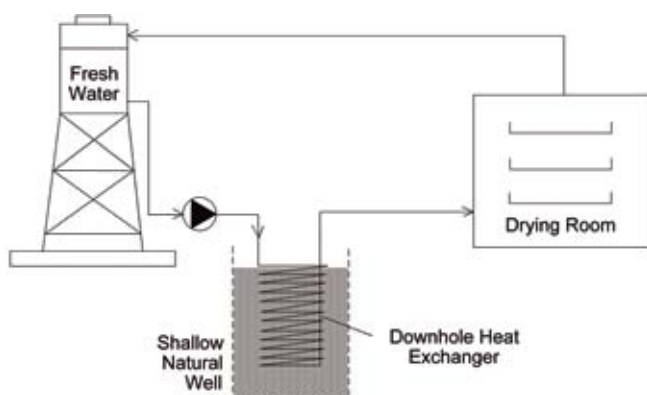 Fresh
Water
Drying Room
Downhole Heat
Exchanger
Shallow
Natural
Well